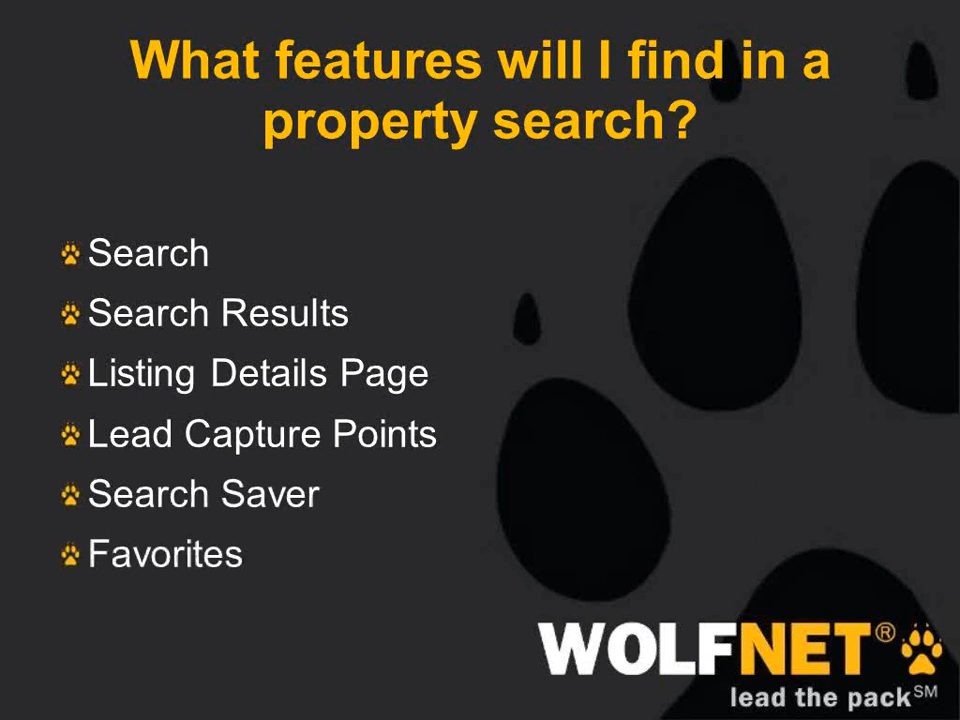 What features will I find in a
property search?
Search
Search Results
Listing Details Page
Lead Capture Points
Search Saver
Favorites
WOLFNET®
lead the pack℠